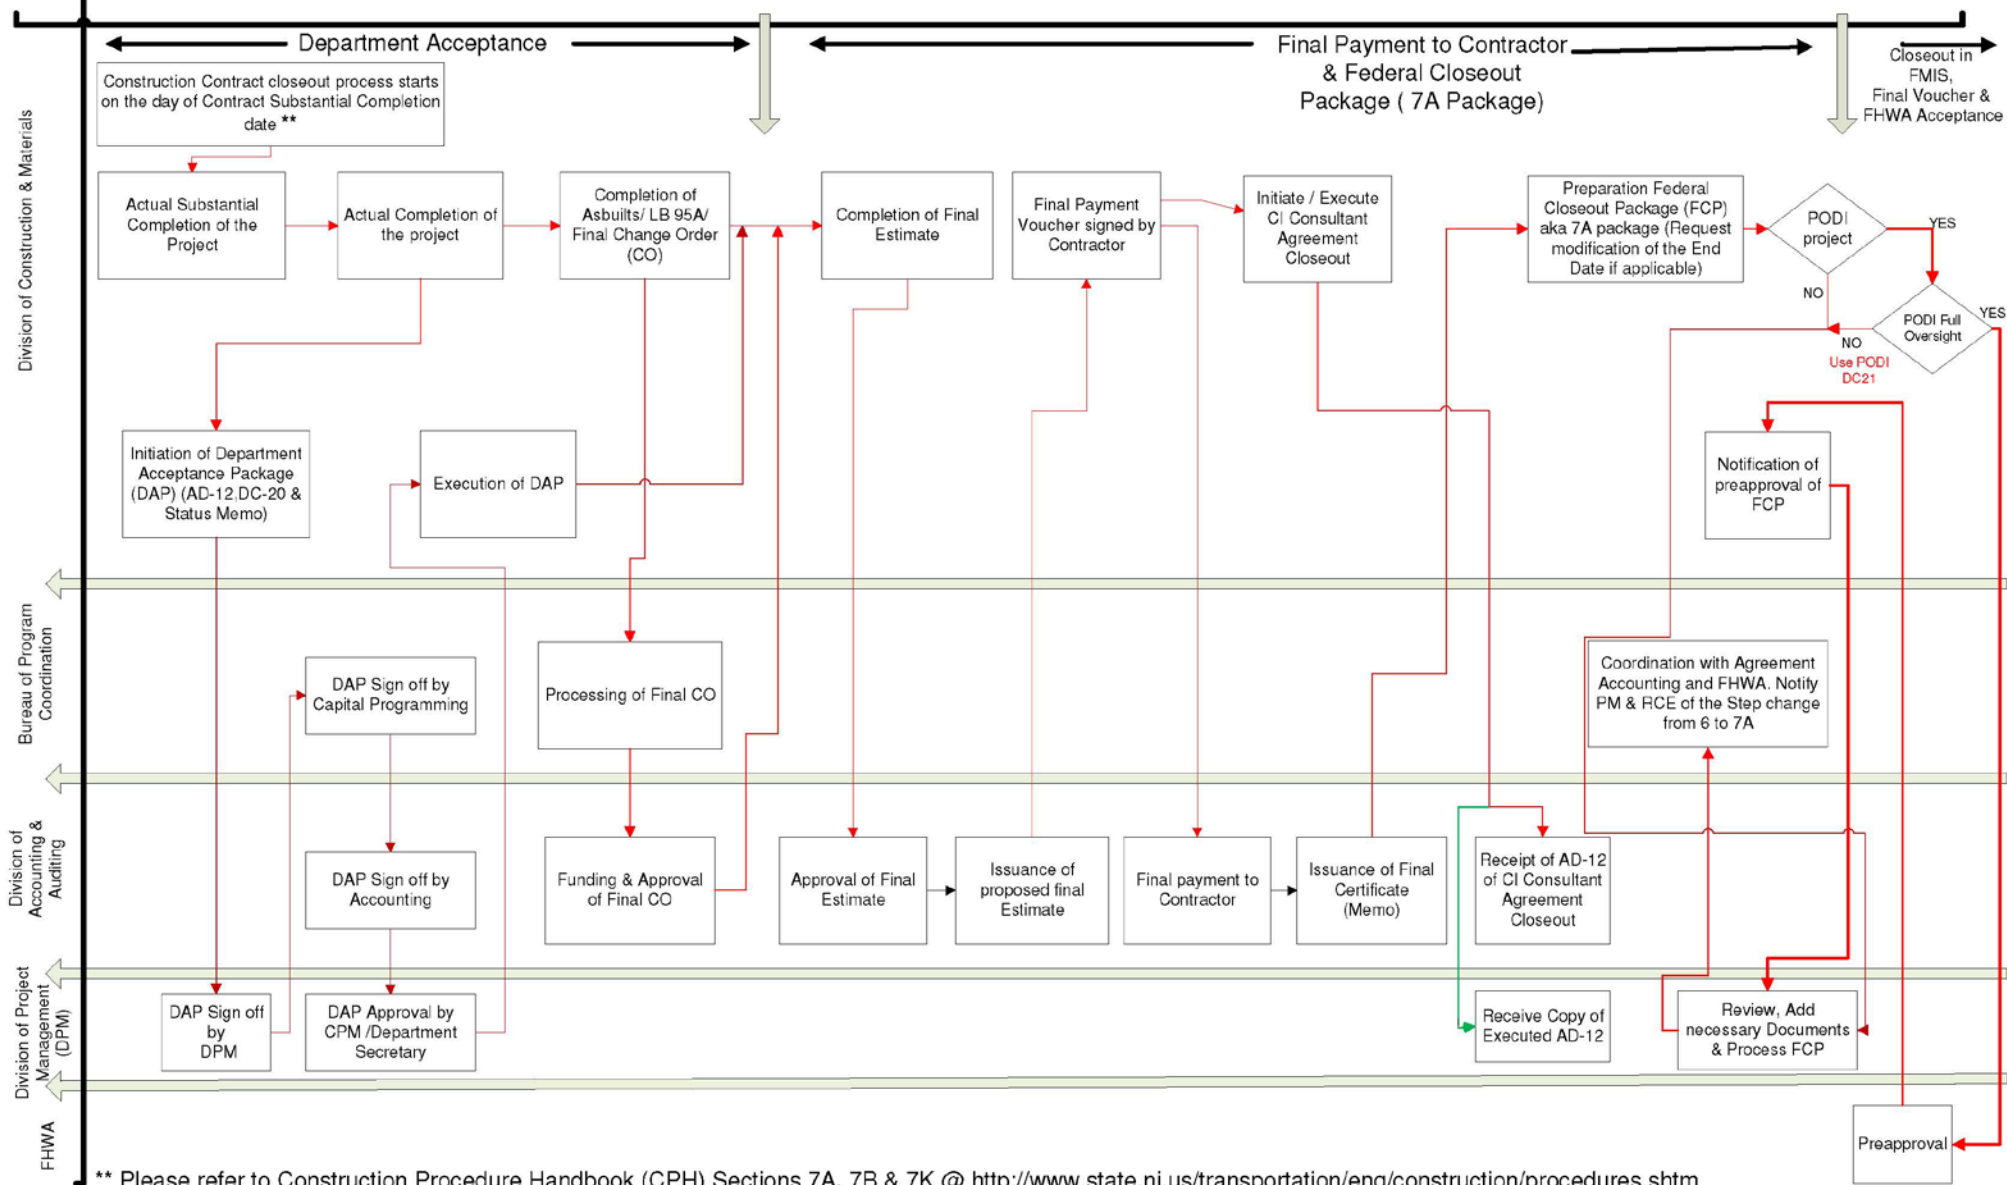 Department Acceptance
Final Payment to Contractor
& Federal Closeout
Package ( 7A Package)
Closeout in
FMIS,
Final Voucher &
FHWA Acceptance
Construction Contract closeout process starts
on the day of Contract Substantial Completion
date **
Division of Construction & Materials
Actual Substantial
Completion of the
Project
Actual Completion of
the project
Completion of
Asbuilts/ LB 95A/
Final Change Order
(CO)
Completion of Final
Estimate
Final Payment
Voucher signed by
Contractor
Initiate / Execute
CI Consultant
Agreement
Closeout
Preparation Federal
Closeout Package (FCP)
aka 7A package (Request
modification of the End
Date if applicable)
PODI
project
YES
NO
PODI Full
Oversight
YES
NO
Use PODI
DC21
Initiation of Department
Acceptance Package
(DAP) (AD-12,DC-20 &
Status Memo)
Execution of DAP
Notification of
preapproval of
FCP
Bureau of Program
Coordination
DAP Sign off by
Capital Programming
Processing of Final CO
Coordination with Agreement
Accounting and FHWA. Notify
PM & RCE of the Step change
from 6 to 7A
Division of
Accounting &
Auditing
DAP Sign off by
Accounting
Funding & Approval
of Final CO
Approval of Final
Estimate
Issuance of
proposed final
Estimate
Final payment to
Contractor
Issuance of Final
Certificate
(Memo)
Receipt of AD-12
of CI Consultant
Agreement
Closeout
Division of Project
Management
(DPM)
DAP Sign off
by
DPM
DAP Approval by
CPM /Department
Secretary
Receive Copy of
Executed AD-12
Review, Add
necessary Documents
& Process FCP
FHWA
Preapproval
** Please refer to Construction Procedure Handbook (CPH) Sections 7A, 7B & 7K @ http://www.state.nj.us/transportation/eng/construction/procedures.shtm